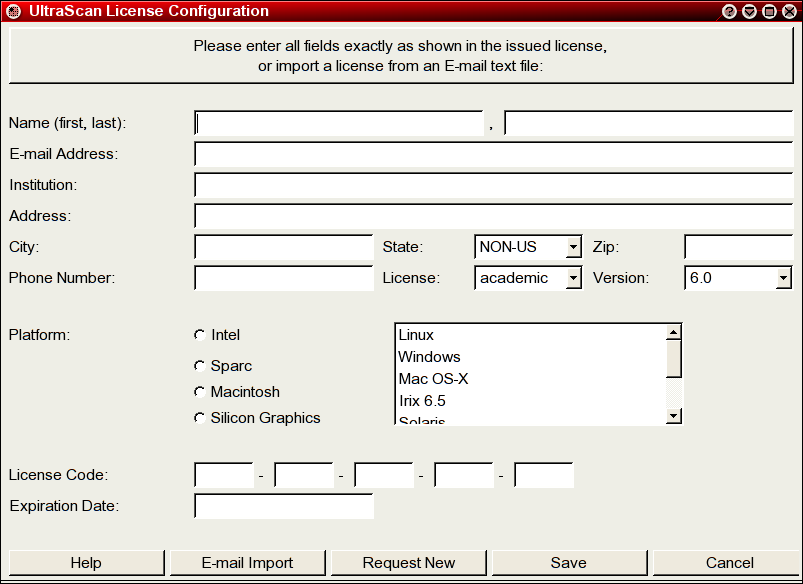 UltraScan License Configuration
Please enter all fields exactly as shown in the issued license,
or import a license from an E-mail text file:
Name (first, last): ,
E-mail Address:
Institution:
Address:
City: State: NON-US Zip:
Phone Number: License: academic Version: 6.0
Platform: Intel Linux
Windows
Sparc
Mac OS-X
Macintosh
Irix 6.5
Silicon Graphics Solaris
License Code: - - - -
Expiration Date:
Help E-mail Import Request New Save Cancel